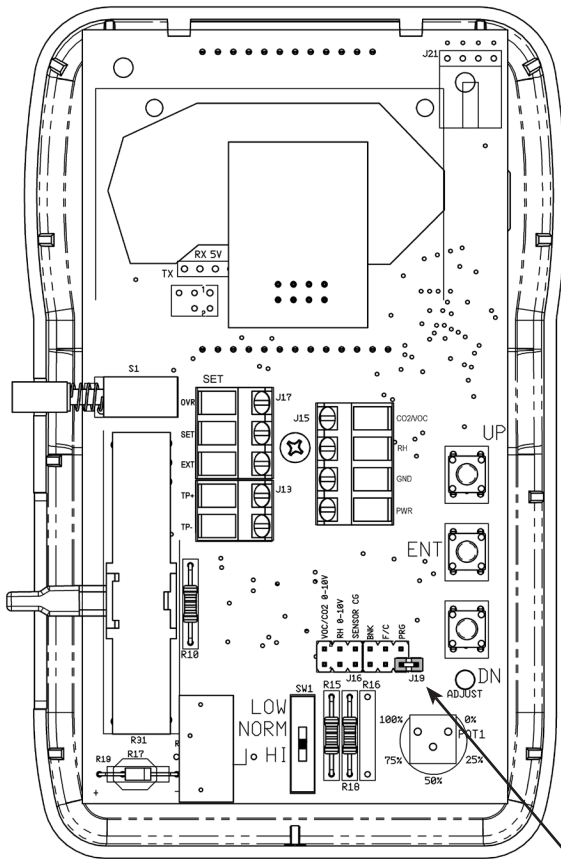 J21
RX 5V
TX
1
2
S1
SET
OVR
J17
SET
EXT
J13
TP+
TP-
J15
CO2/VOC
RH
GND
PWR
UP
ENT
DN
ADJUST
R10
VOC/CO2 0-10V
RH 0-10V
SENSOR CG
BNK
F/C
PRG
J16
J19
SW1
R15
R16
LOW
NORM
HI
R18
R31
R19
R17
R
+
-
100%
0%
POT1
75%
25%
50%